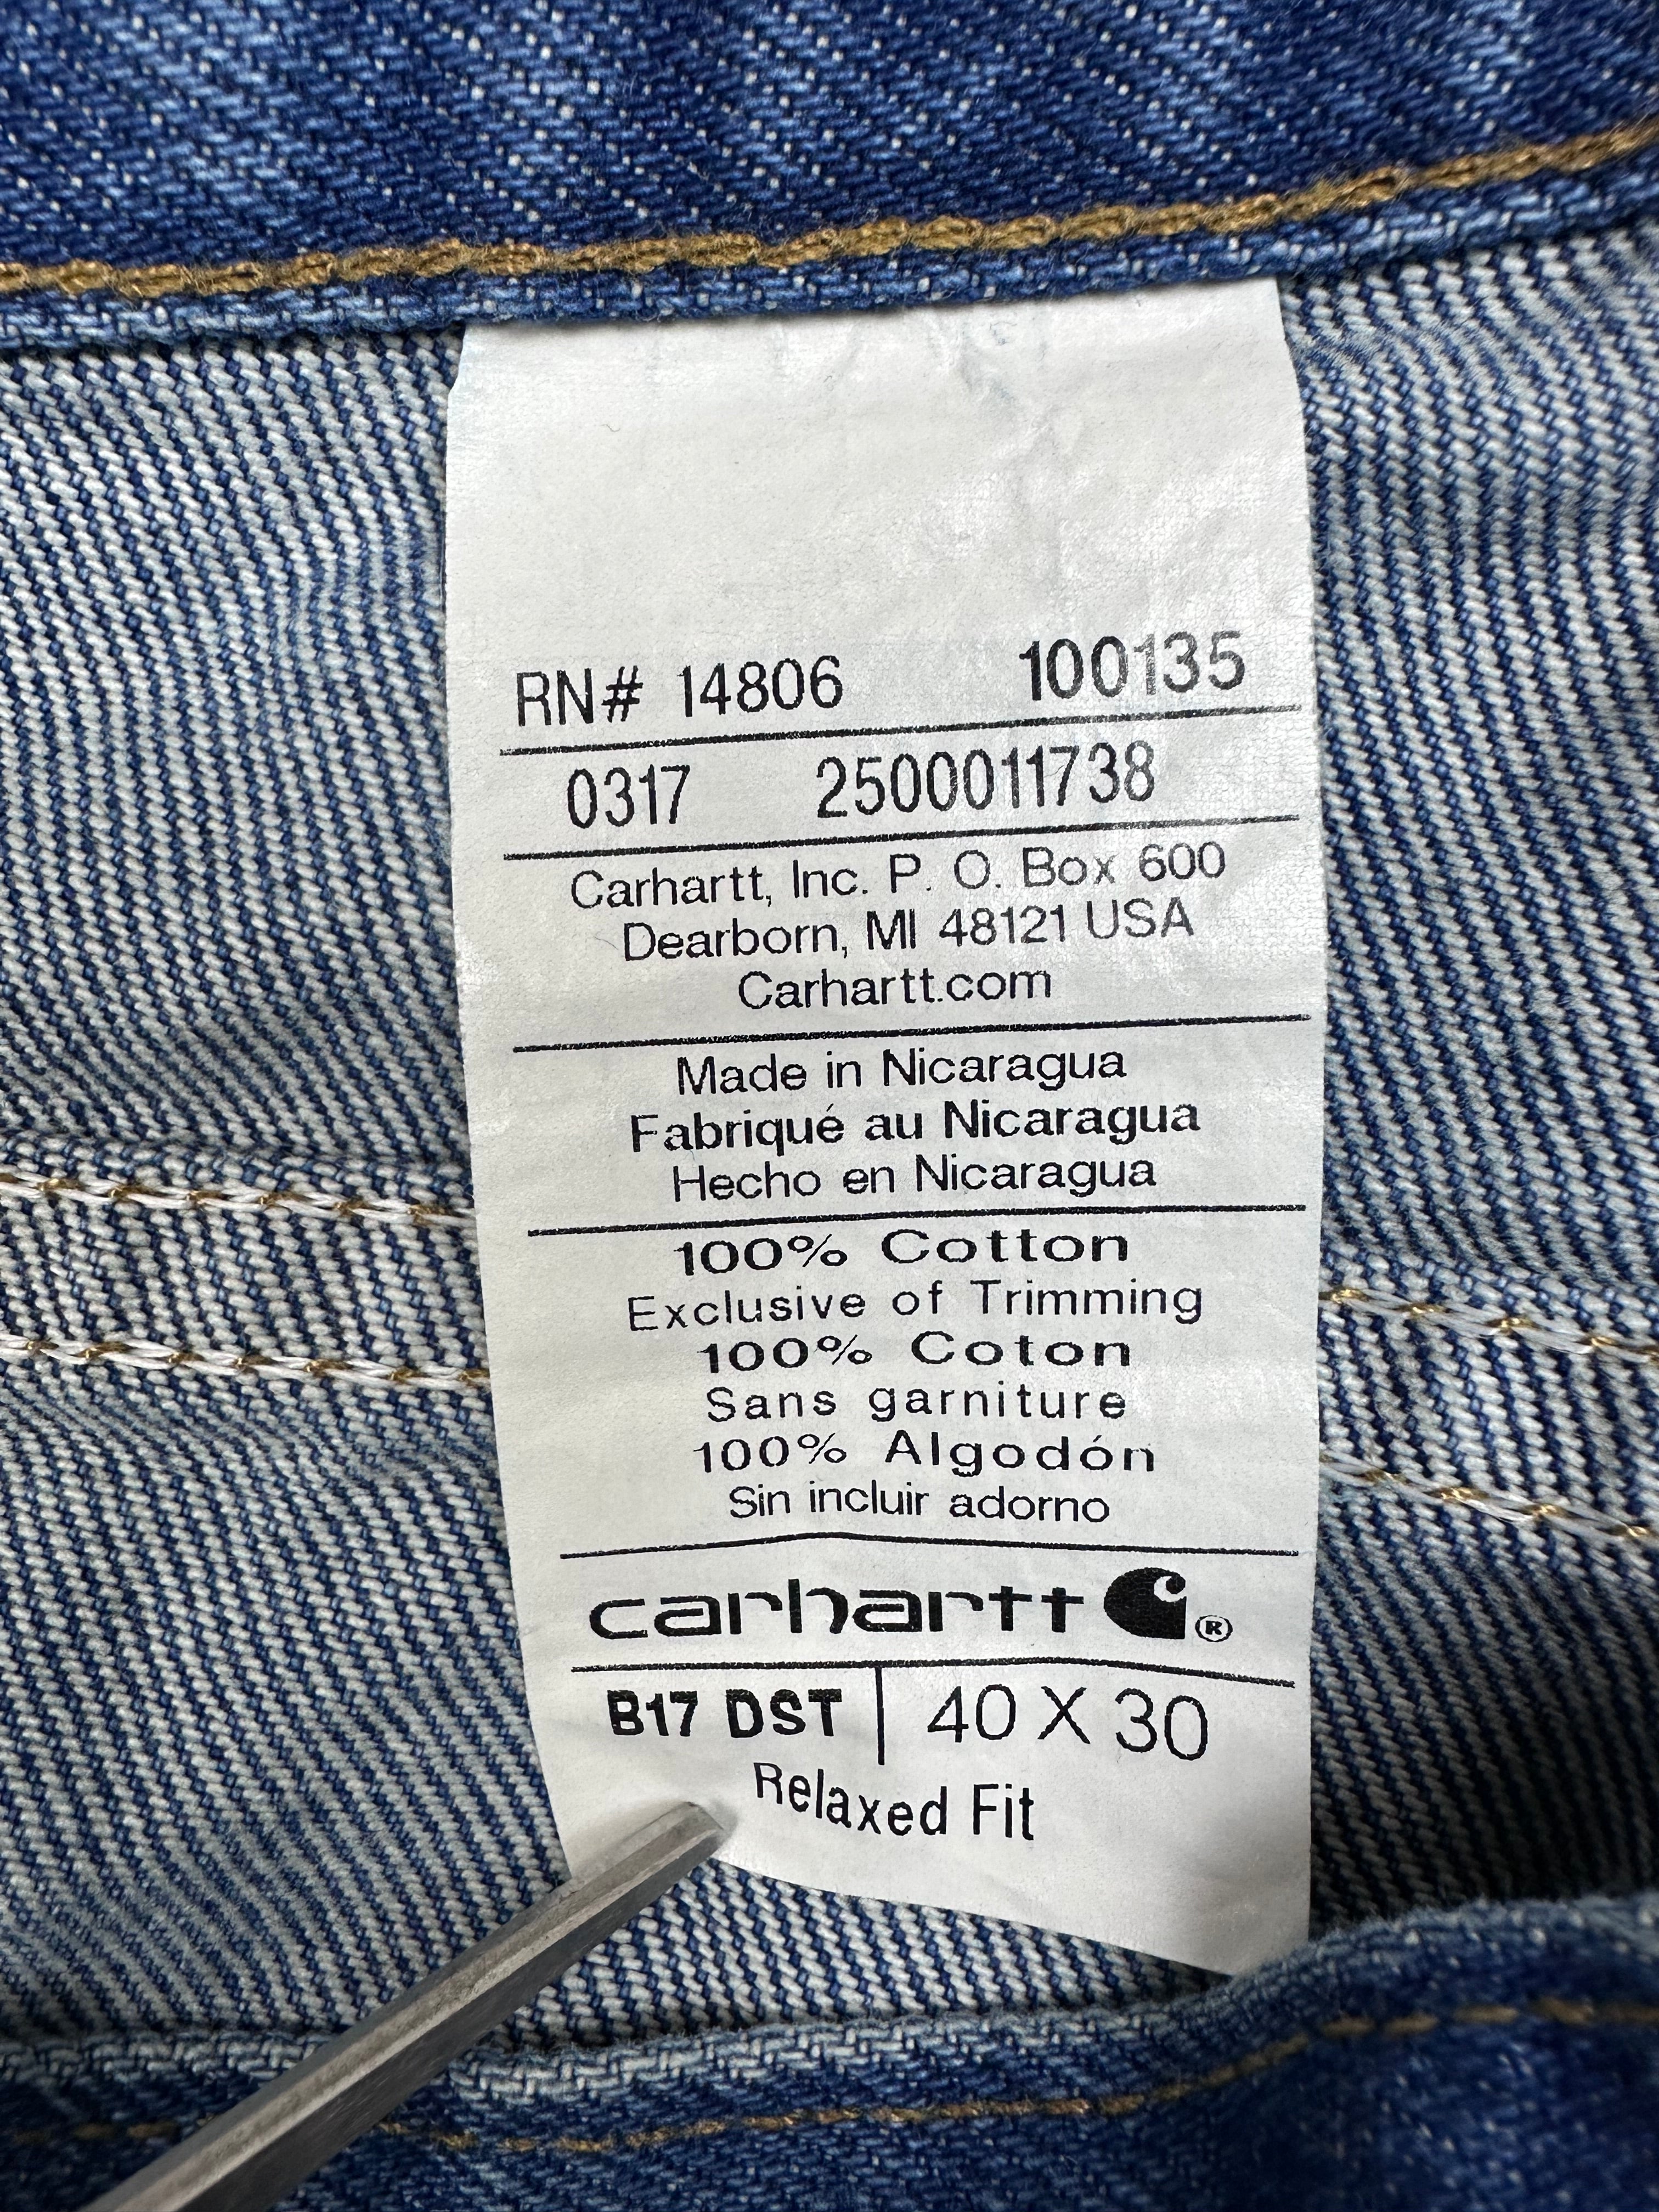 RN# 14806 100135
0317 2500011738
Carhartt, Inc. P. O. Box 600
Dearborn, MI 48121 USA
Carhartt.com
Made in Nicaragua
Fabriqué au Nicaragua
Hecho en Nicaragua
100% Cotton
Exclusive of Trimming
100% Coton
Sans garniture
100% Algodón
Sin incluir adorno
carhartt ®
B17 DST | 40 X 30
Relaxed Fit